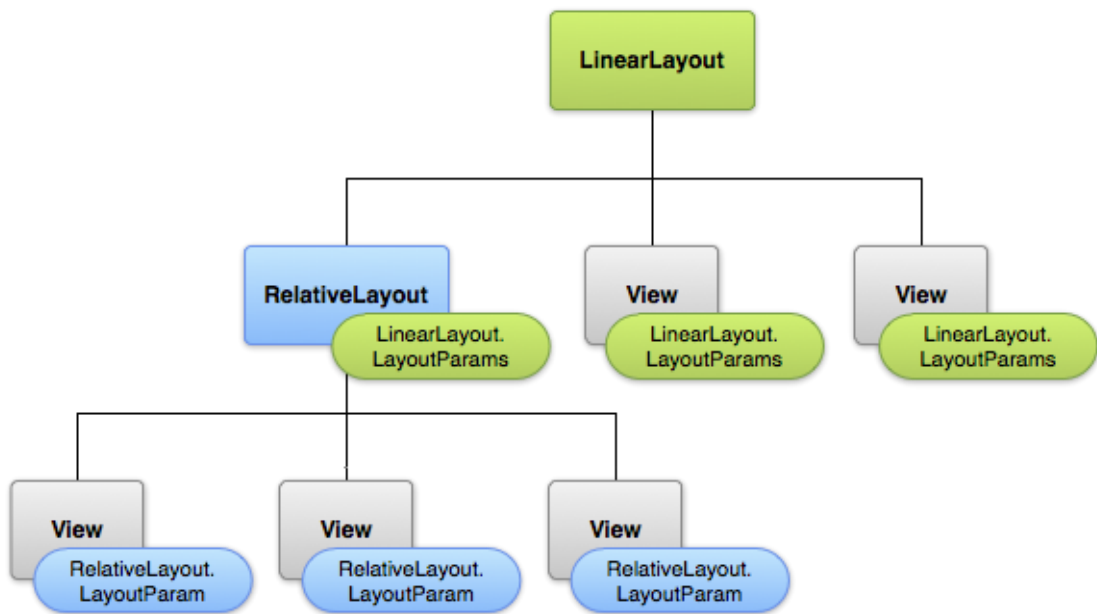 LinearLayout
RelativeLayout
LinearLayout.
LayoutParams
View
LinearLayout.
LayoutParams
View
LinearLayout.
LayoutParams
View
RelativeLayout.
LayoutParam
View
RelativeLayout.
LayoutParam
View
RelativeLayout.
LayoutParam